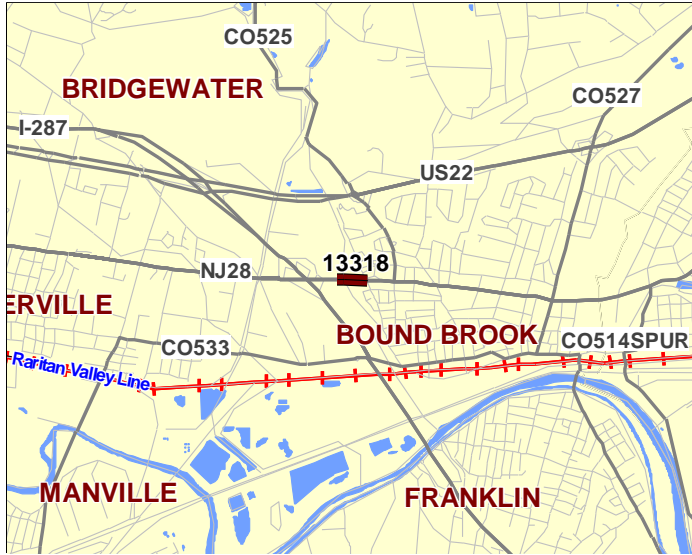 CO525
BRIDGEWATER
CO527
I-287
US22
13318
NJ28
ERVILLE
BOUND BROOK
CO514SPUR
CO533
Raritan Valley Line
MANVILLE
FRANKLIN